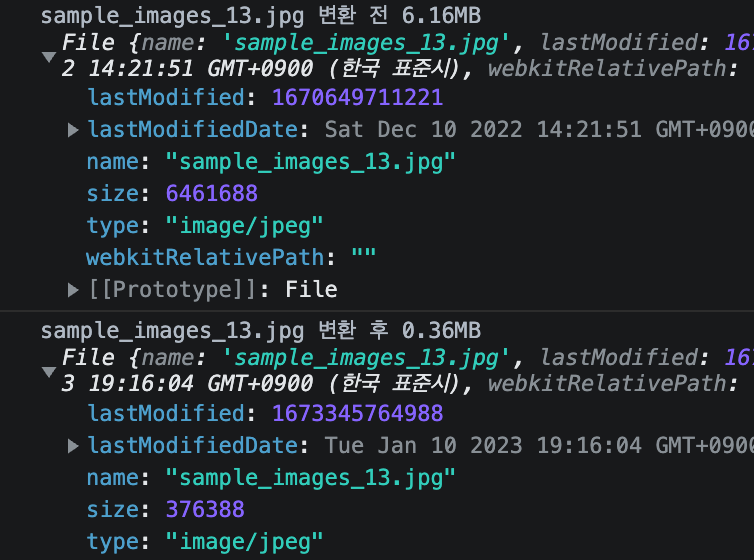 sample_images_13.jpg 변환 전 6.16MB
File {name: 'sample_images_13.jpg', lastModified: 167
2 14:21:51 GMT+0900 (한국 표준시), webkitRelativePath:
lastModified: 1670649711221
lastModifiedDate: Sat Dec 10 2022 14:21:51 GMT+0900
name: "sample_images_13.jpg"
size: 6461688
type: "image/jpeg"
webkitRelativePath: ""
[[Prototype]]: File
sample_images_13.jpg 변환 후 0.36MB
File {name: 'sample_images_13.jpg', lastModified: 167
3 19:16:04 GMT+0900 (한국 표준시), webkitRelativePath:
lastModified: 1673345764988
lastModifiedDate: Tue Jan 10 2023 19:16:04 GMT+0900
name: "sample_images_13.jpg"
size: 376388
type: "image/jpeg"